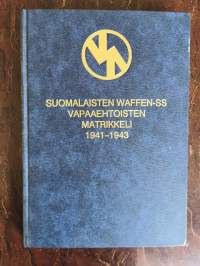 SUOMALAISTEN WAFFEN-SS
VAPAAEHTOISTEN
MATRIKKELI
1941–1943